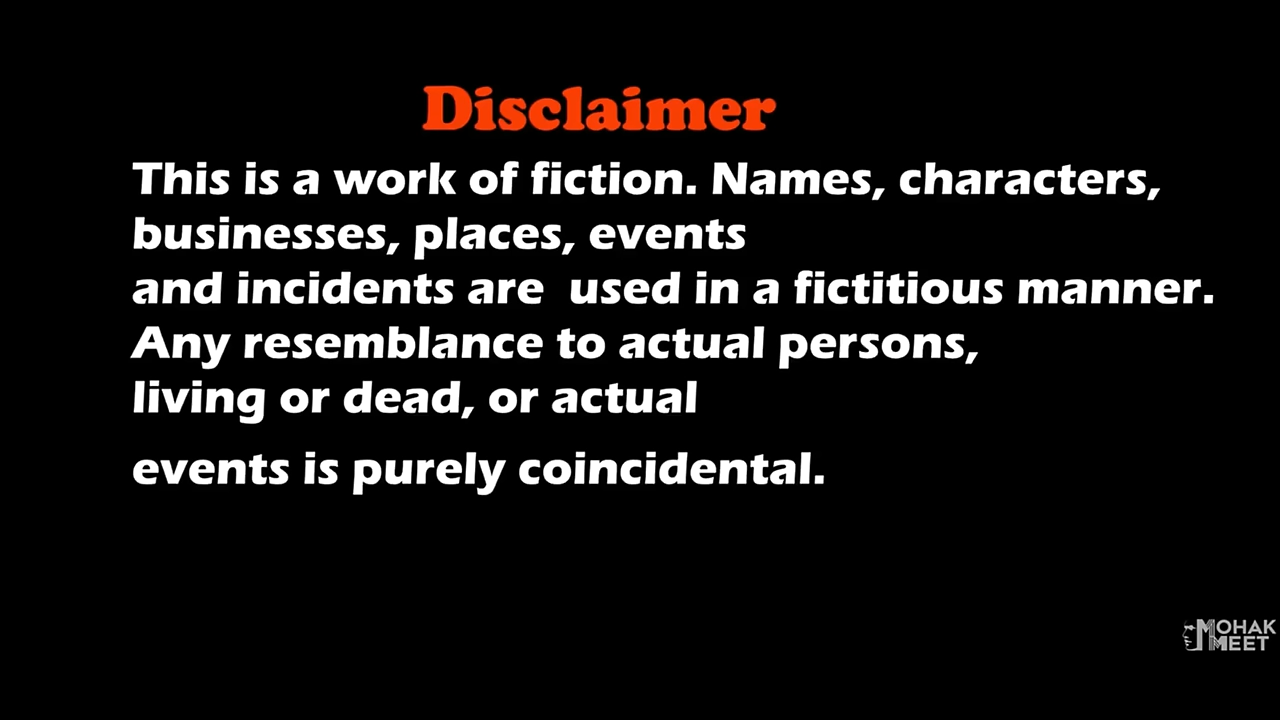 Disclaimer
This is a work of fiction. Names, characters,
businesses, places, events
and incidents are  used in a fictitious manner.
Any resemblance to actual persons,
living or dead, or actual
events is purely coincidental.
MOHAK
MEET